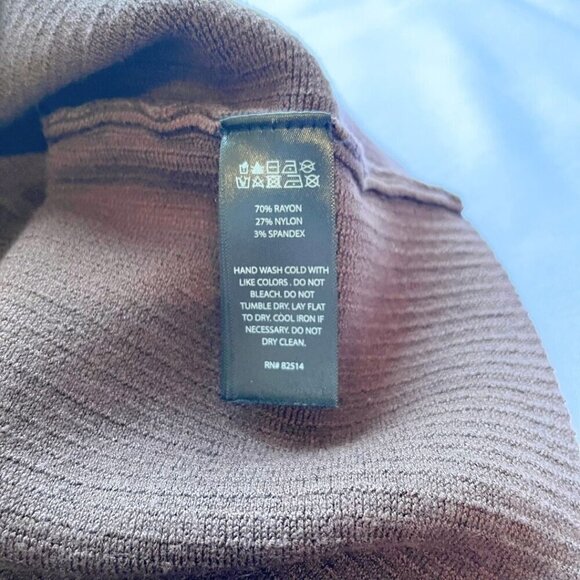 70% RAYON
27% NYLON
3% SPANDEX
HAND WASH COLD WITH
LIKE COLORS . DO NOT
BLEACH. DO NOT
TUMBLE DRY. LAY FLAT
TO DRY. COOL IRON IF
NECESSARY. DO NOT
DRY CLEAN.
RN# 82514